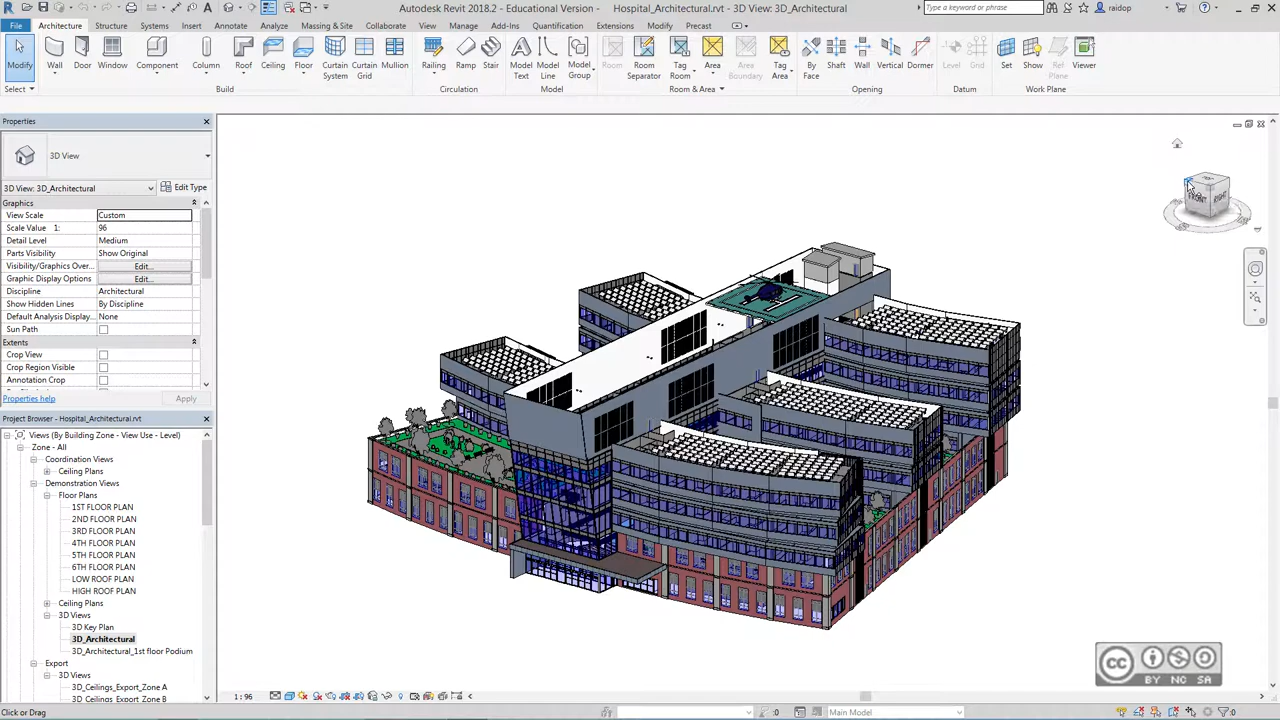 Autodesk Revit 2018.2 - Educational Version - Hospital_Architectural.rvt - 3D View: 3D_Architectural
Type a keyword or phrase
raidop
File Architecture Structure Systems Insert Annotate Analyze Massing & Site Collaborate View Manage Add-Ins Quantification Extensions Modify Precast
Modify Wall Door Window Component Column Roof Ceiling Floor Curtain System Curtain Grid Mullion Railing Ramp Stair Model Text Model Line Model Group Room Room Separator Tag Room Area Area Boundary Tag Area By Face Shaft Wall Vertical Dormer Level Grid Set Show Ref Plane Viewer
Select Build Circulation Model Room & Area Opening Datum Work Plane
Properties
3D View
3D View: 3D_Architectural Edit Type
Graphics
View Scale Custom
Scale Value 1: 96
Detail Level Medium
Parts Visibility Show Original
Visibility/Graphics Over... Edit...
Graphic Display Options Edit...
Discipline Architectural
Show Hidden Lines By Discipline
Default Analysis Display... None
Sun Path
Extents
Crop View
Crop Region Visible
Annotation Crop
Properties help Apply
Project Browser - Hospital_Architectural.rvt
Views (By Building Zone - View Use - Level)
Zone - All
Coordination Views
Ceiling Plans
Demonstration Views
Floor Plans
1ST FLOOR PLAN
2ND FLOOR PLAN
3RD FLOOR PLAN
4TH FLOOR PLAN
5TH FLOOR PLAN
6TH FLOOR PLAN
LOW ROOF PLAN
HIGH ROOF PLAN
Ceiling Plans
3D Views
3D Key Plan
3D_Architectural
3D_Architectural_1st floor Podium
Export
3D Views
3D_Ceilings_Export_Zone A
3D_Ceilings_Export_Zone B
FRONT RIGHT
CC BY NC SA
1 : 96
Click or Drag
:0 Main Model :0